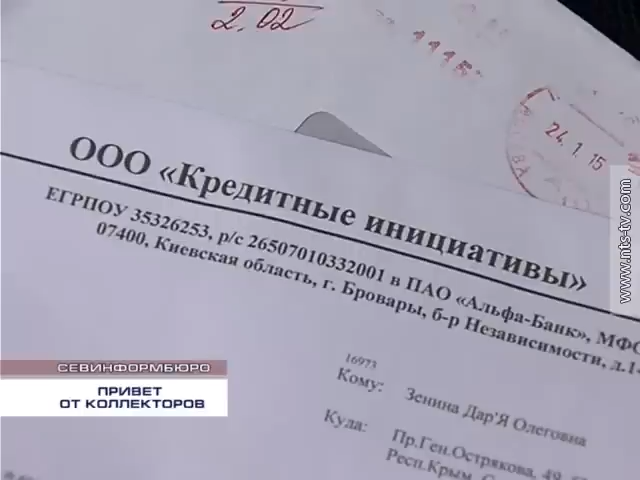 2.02
24.1.15
ООО «Кредитные инициативы»
ЕГРПОУ 35326253, р/с 26507010332001 в ПАО «Альфа-Банк», МФО
07400, Киевская область, г. Бровары, б-р Независимости, д.14
16973
Кому: Зенина Дар'Я Олеговна
Куда: Пр.Ген.Острякова, 49,
Респ.Крым,
www.nts-tv.com
СЕВИНФОРМБЮРО
ПРИВЕТ
ОТ КОЛЛЕКТОРОВ